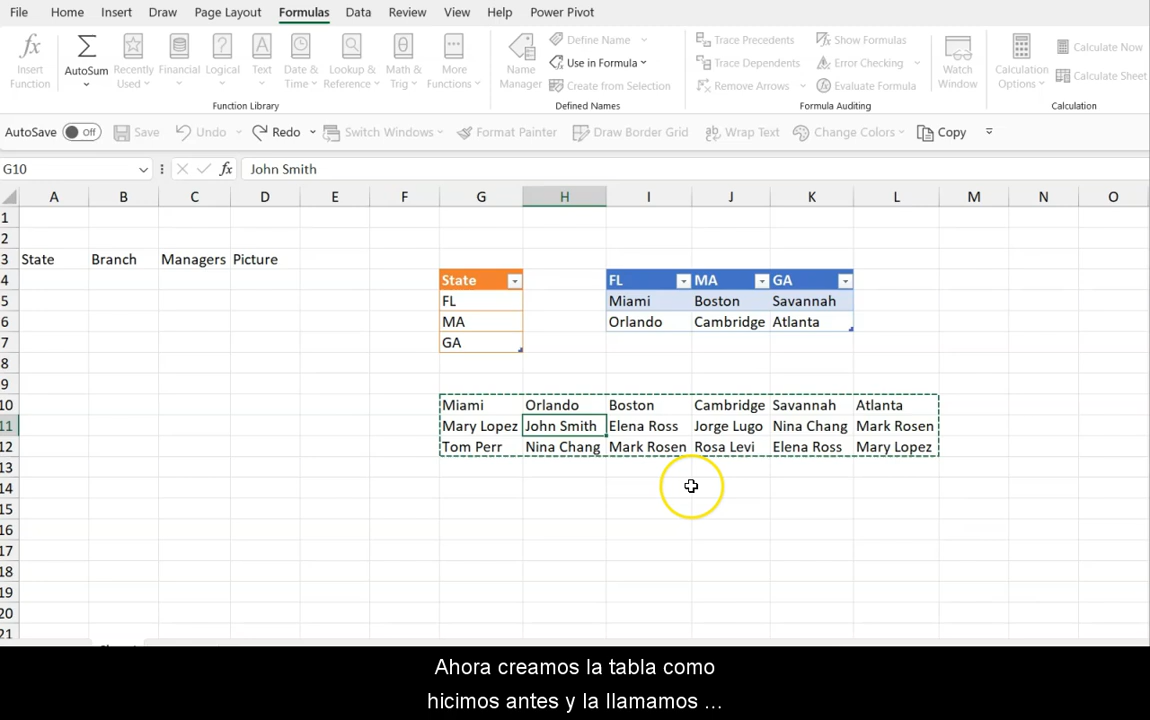 File Home Insert Draw Page Layout Formulas Data Review View Help Power Pivot
Insert Function
AutoSum
Recently Used
Financial
Logical
Text
Date & Time
Lookup & Reference
Math & Trig
More Functions
Function Library
Name Manager
Define Name
Use in Formula
Create from Selection
Defined Names
Trace Precedents
Trace Dependents
Remove Arrows
Show Formulas
Error Checking
Evaluate Formula
Formula Auditing
Watch Window
Calculation Options
Calculate Now
Calculate Sheet
Calculation
AutoSave Off Save Undo Redo Switch Windows Format Painter Draw Border Grid Wrap Text Change Colors Copy
G10 fx John Smith
A B C D E F G H I J K L M N O
1
2
3 State Branch Managers Picture
4 State FL MA GA
5 FL Miami Boston Savannah
6 MA Orlando Cambridge Atlanta
7 GA
8
9
10 Miami Orlando Boston Cambridge Savannah Atlanta
11 Mary Lopez John Smith Elena Ross Jorge Lugo Nina Chang Mark Rosen
12 Tom Perr Nina Chang Mark Rosen Rosa Levi Elena Ross Mary Lopez
13
14
15
16
17
18
19
20
21
Ahora creamos la tabla como
hicimos antes y la llamamos ...